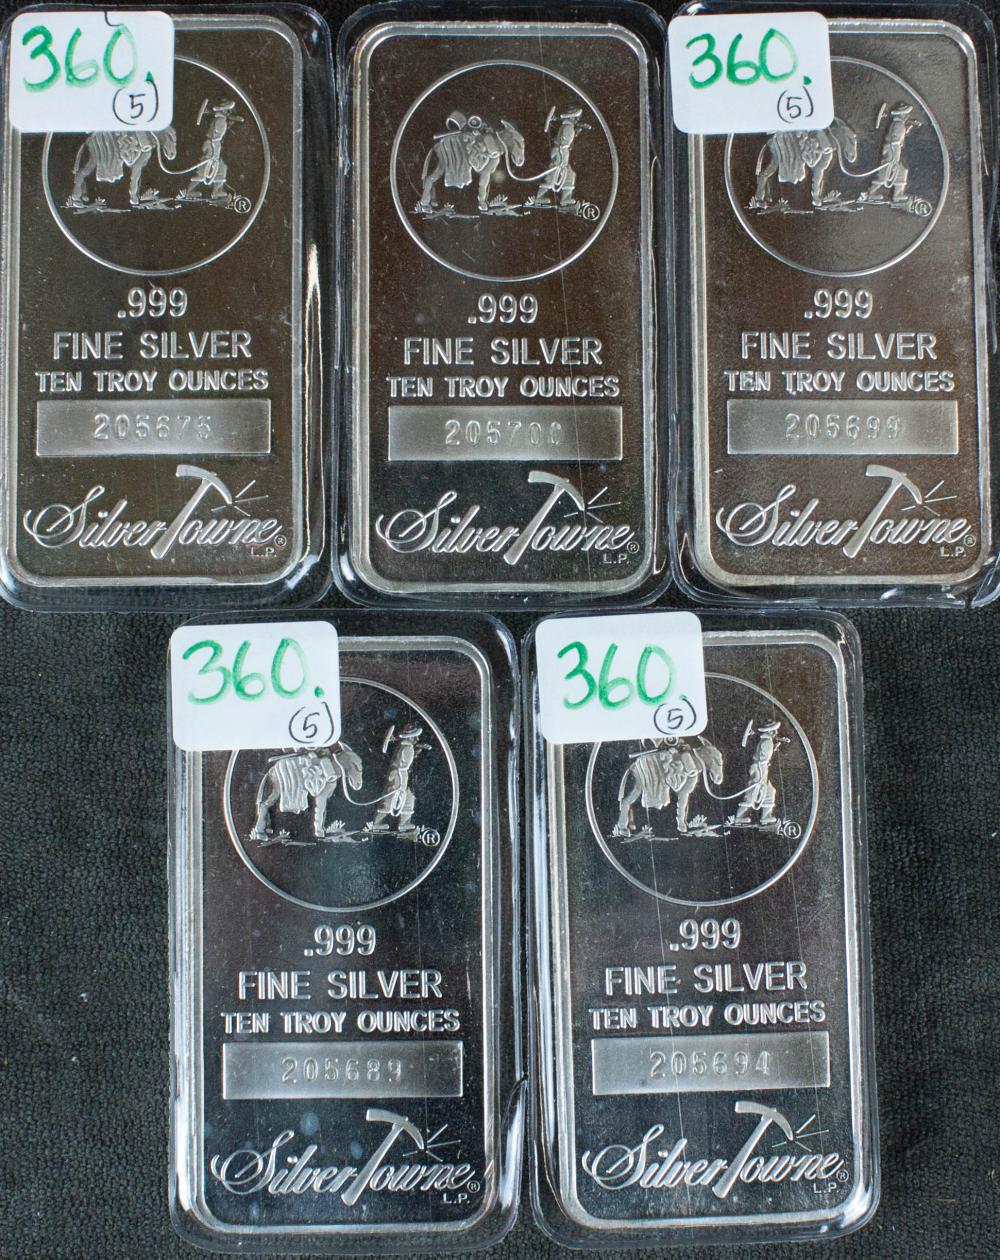 360.
(5)
®
.999
FINE SILVER
TEN TROY OUNCES
205675
SilverTowne®
L.P.
®
.999
FINE SILVER
TEN TROY OUNCES
205700
SilverTowne®
L.P.
360.
(5)
®
.999
FINE SILVER
TEN TROY OUNCES
205699
SilverTowne®
L.P.
360.
(5)
®
.999
FINE SILVER
TEN TROY OUNCES
205689
SilverTowne®
L.P.
360.
(5)
®
.999
FINE SILVER
TEN TROY OUNCES
205694
SilverTowne®
L.P.